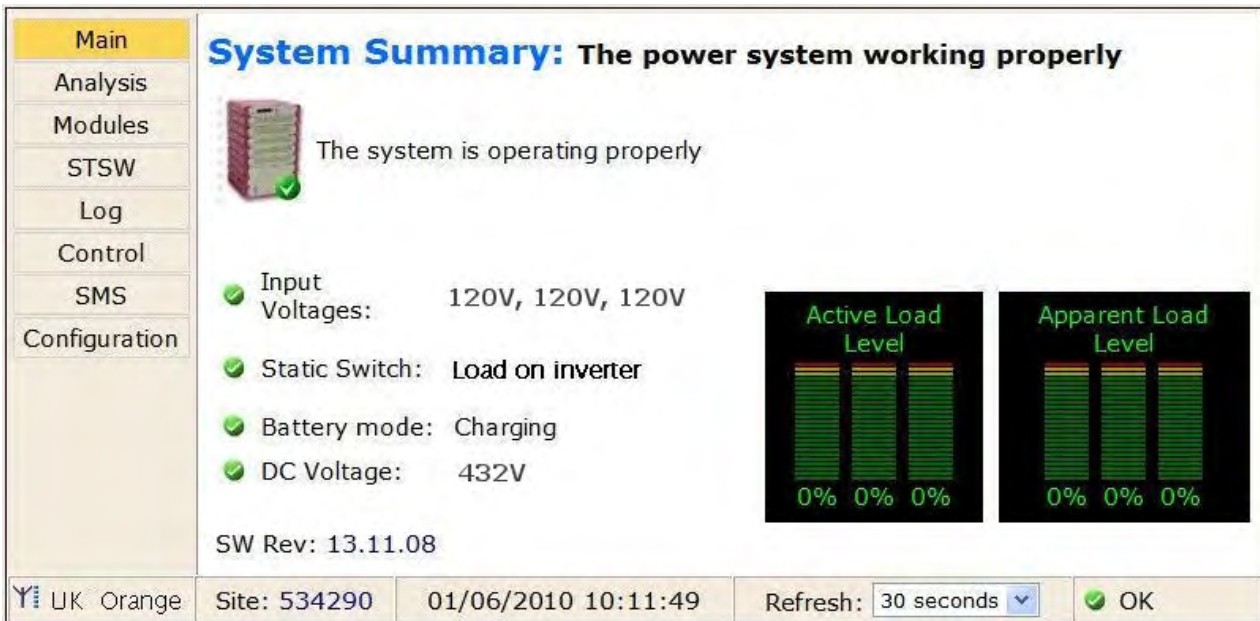 Main
Analysis
Modules
STSW
Log
Control
SMS
Configuration
System Summary: The power system working properly
The system is operating properly
Input
Voltages: 120V, 120V, 120V
Static Switch: Load on inverter
Battery mode: Charging
DC Voltage: 432V
SW Rev: 13.11.08
Active Load
Level
0% 0% 0%
Apparent Load
Level
0% 0% 0%
UK Orange Site: 534290 01/06/2010 10:11:49 Refresh: 30 seconds OK